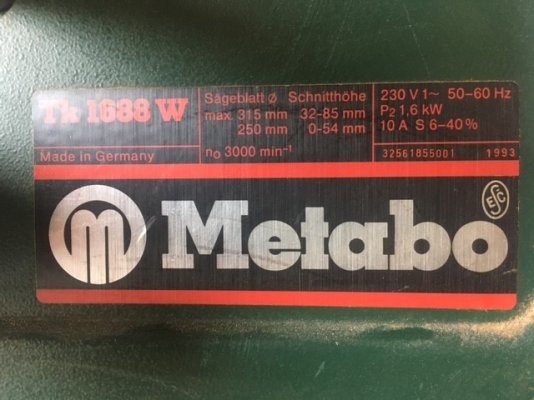 Tk 1688 W
Made in Germany
Sägeblatt ∅ Schnitthöhe
max. 315 mm 32-85 mm
250 mm 0-54 mm
n₀ 3000 min⁻¹
230 V 1~ 50-60 Hz
P₂ 1,6 kW
10 A S 6-40%
32561855001 1993
m Metabo